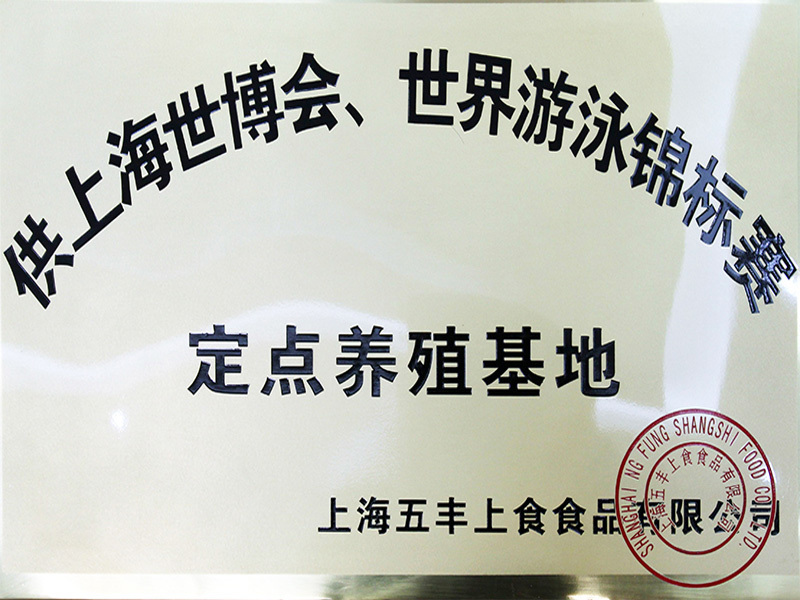 供上海世博会、世界游泳锦标赛
定点养殖基地
上海五丰上食食品有限公司
SHANGHAI NG FUNG SHANGSHI FOOD CO., LTD.
上海五丰上食食品有限公司